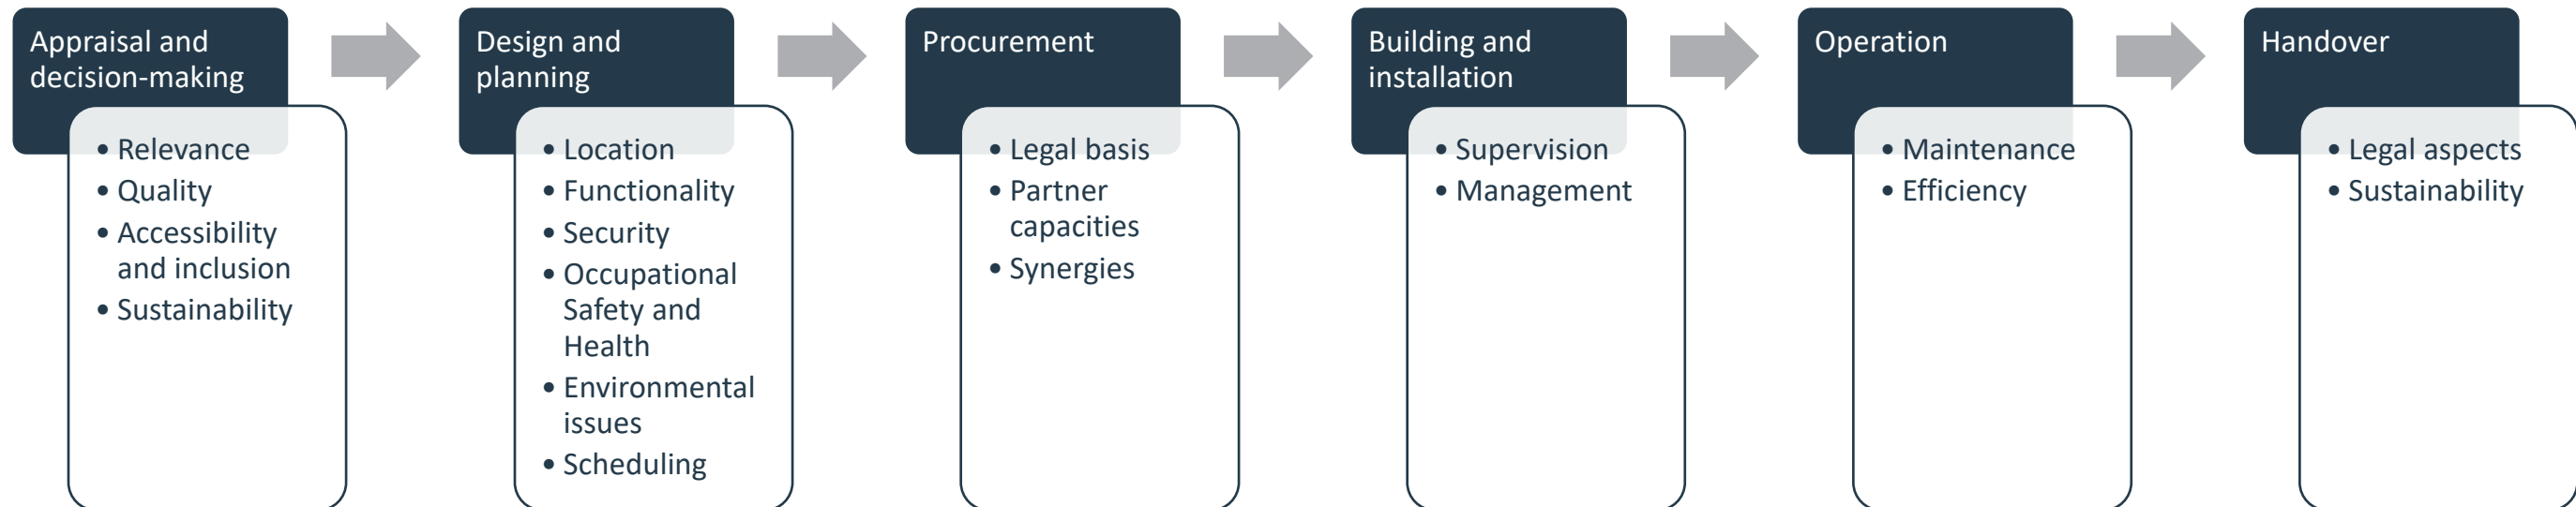 Appraisal and
decision-making
• Relevance
• Quality
• Accessibility
and inclusion
• Sustainability
Design and
planning
• Location
• Functionality
• Security
• Occupational
Safety and
Health
• Environmental
issues
• Scheduling
Procurement
• Legal basis
• Partner
capacities
• Synergies
Building and
installation
• Supervision
• Management
Operation
• Maintenance
• Efficiency
Handover
• Legal aspects
• Sustainability